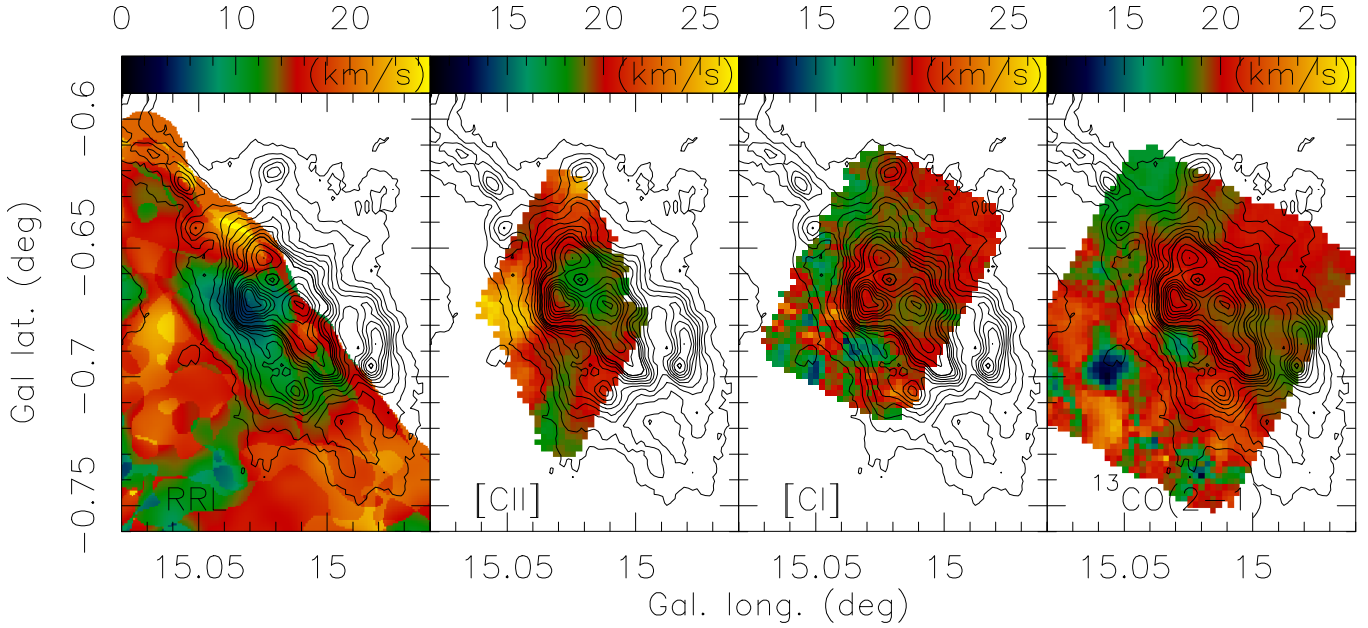 0 10 20 15 20 25 15 20 25 15 20 25
(km/s) (km/s) (km/s) (km/s)
−0.6
−0.65
−0.7
−0.75
Gal lat. (deg)
RRL [CII] [CI] ¹³CO(2−1)
15.05 15 15.05 15 15.05 15 15.05 15
Gal. long. (deg)